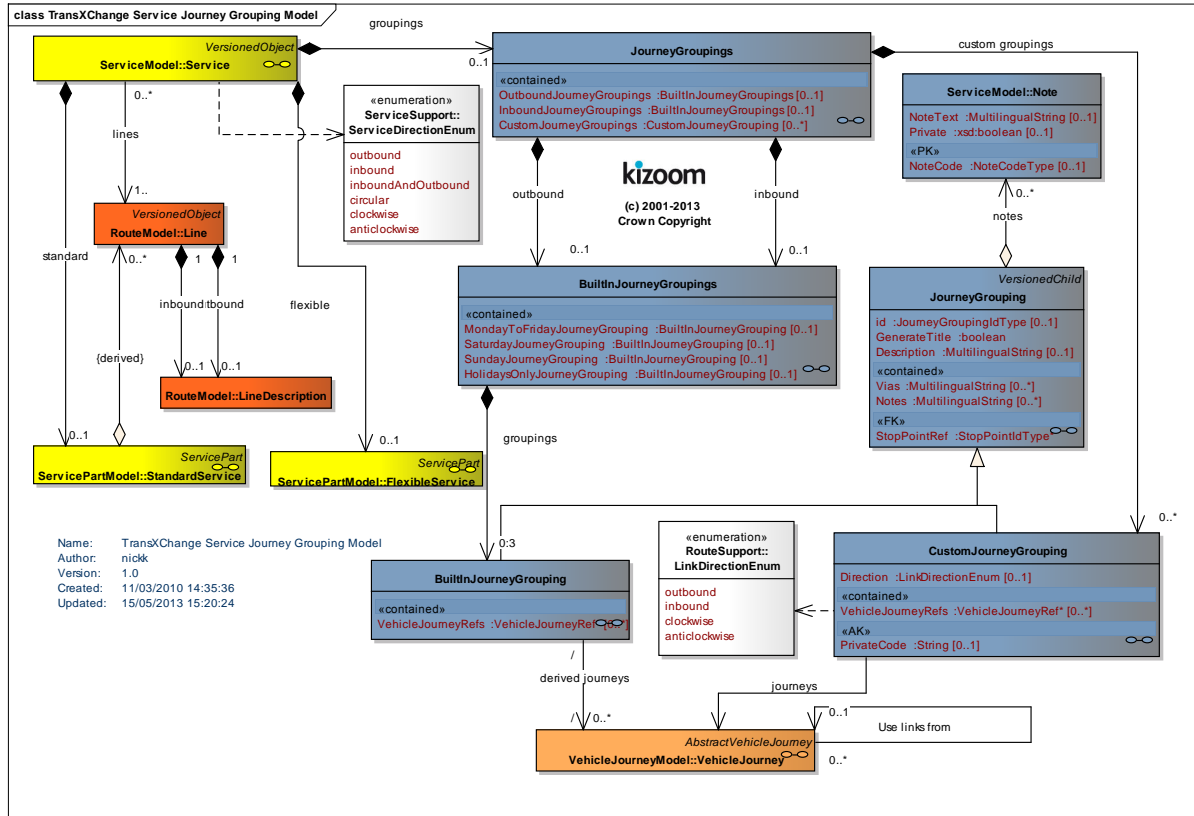 class TransXChange Service Journey Grouping Model
groupings
VersionedObject
ServiceModel::Service
0..1
JourneyGroupings
«contained»
OutboundJourneyGroupings :BuiltInJourneyGroupings [0..1]
InboundJourneyGroupings :BuiltInJourneyGroupings [0..1]
CustomJourneyGroupings :CustomJourneyGrouping [0..*]
custom groupings
ServiceModel::Note
NoteText :MultilingualString [0..1]
Private :xsd:boolean [0..1]
«PK»
NoteCode :NoteCodeType [0..1]
0..*
lines
1..
«enumeration»
ServiceSupport::
ServiceDirectionEnum
outbound
inbound
inboundAndOutbound
circular
clockwise
anticlockwise
outbound
kizoom
(c) 2001-2013
Crown Copyright
inbound
0..*
notes
VersionedObject
RouteModel::Line
standard
0..*
1
1
inbound
tbound
{derived}
0..1
0..1
RouteModel::LineDescription
flexible
0..1
0..1
BuiltInJourneyGroupings
«contained»
MondayToFridayJourneyGrouping :BuiltInJourneyGrouping [0..1]
SaturdayJourneyGrouping :BuiltInJourneyGrouping [0..1]
SundayJourneyGrouping :BuiltInJourneyGrouping [0..1]
HolidaysOnlyJourneyGrouping :BuiltInJourneyGrouping [0..1]
VersionedChild
JourneyGrouping
id :JourneyGroupingIdType [0..1]
GenerateTitle :boolean
Description :MultilingualString [0..1]
«contained»
Vias :MultilingualString [0..*]
Notes :MultilingualString [0..*]
«FK»
StopPointRef :StopPointIdType*
0..1
ServicePart
ServicePartModel::StandardService
0..1
ServicePart
ServicePartModel::FlexibleService
groupings
0:3
0..*
Name: TransXChange Service Journey Grouping Model
Author: nickk
Version: 1.0
Created: 11/03/2010 14:35:36
Updated: 15/05/2013 15:20:24
BuiltInJourneyGrouping
«contained»
VehicleJourneyRefs :VehicleJourneyRef* [0..*]
«enumeration»
RouteSupport::
LinkDirectionEnum
outbound
inbound
clockwise
anticlockwise
CustomJourneyGrouping
Direction :LinkDirectionEnum [0..1]
«contained»
VehicleJourneyRefs :VehicleJourneyRef* [0..*]
«AK»
PrivateCode :String [0..1]
/
derived journeys
/
0..*
journeys
0..1
Use links from
0..*
AbstractVehicleJourney
VehicleJourneyModel::VehicleJourney